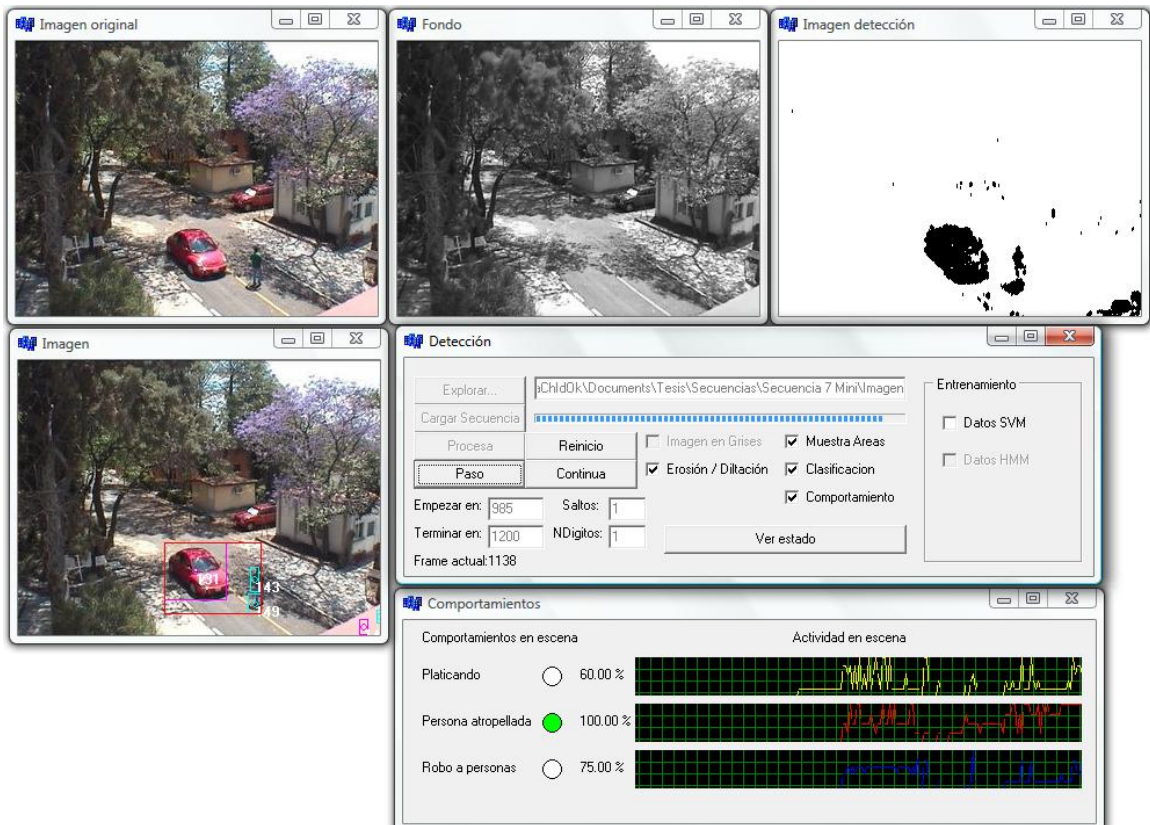 Imagen original
Fondo
Imagen detección
Imagen
143
149
Detección
Explorar...
aChIdOk\Documents\Tesis\Secuencias\Secuencia 7 Mini\Imagen
Cargar Secuencia
Procesa
Reinicio
Imagen en Grises
Muestra Areas
Paso
Continua
Erosión / Diltación
Clasificacion
Comportamiento
Empezar en: 985
Saltos: 1
Terminar en: 1200
NDigitos: 1
Ver estado
Frame actual:1138
Entrenamiento
Datos SVM
Datos HMM
Comportamientos
Comportamientos en escena
Actividad en escena
Platicando
60.00 %
Persona atropellada
100.00 %
Robo a personas
75.00 %